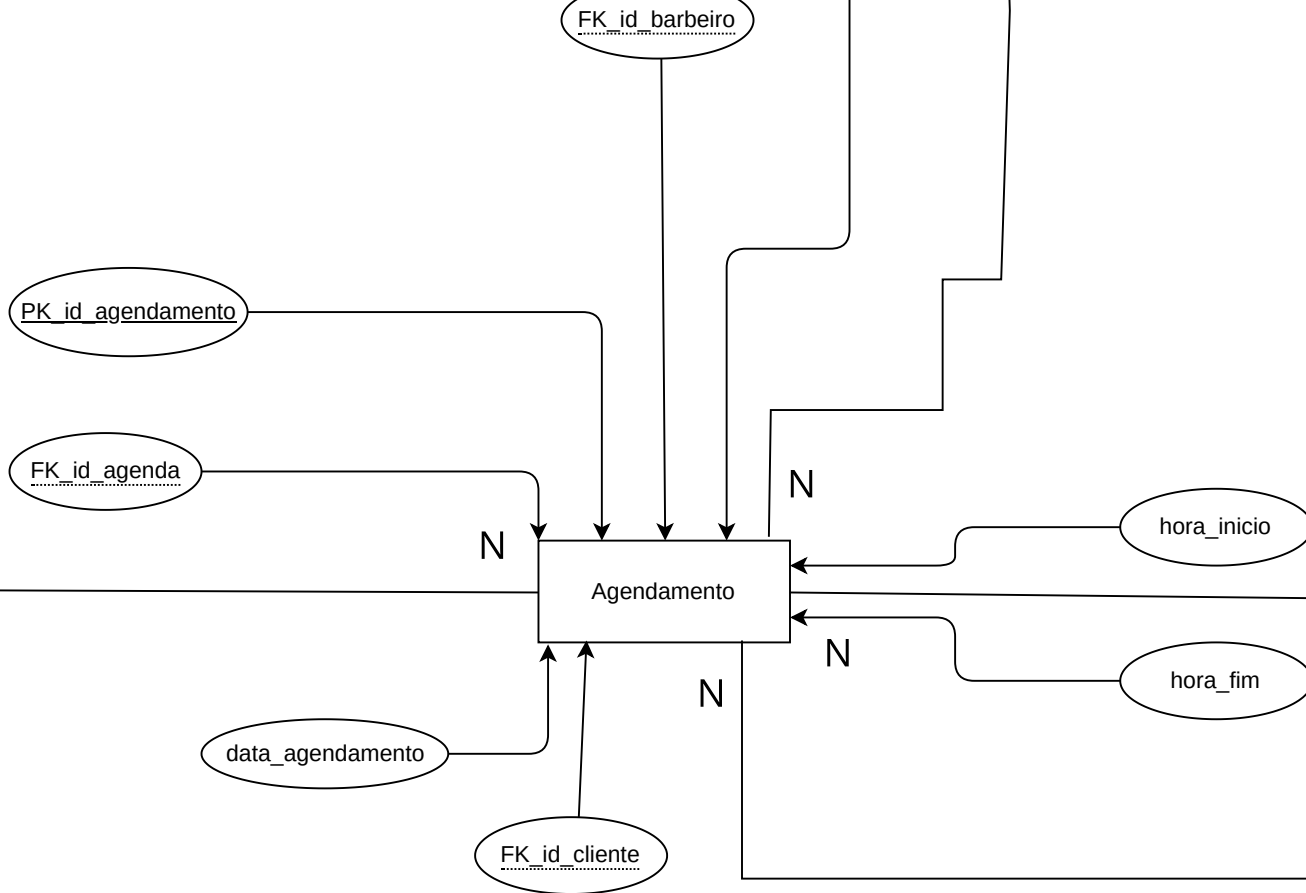 FK_id_barbeiro
PK_id_agendamento
FK_id_agenda
N
N
hora_inicio
Agendamento
N
hora_fim
N
data_agendamento
FK_id_cliente